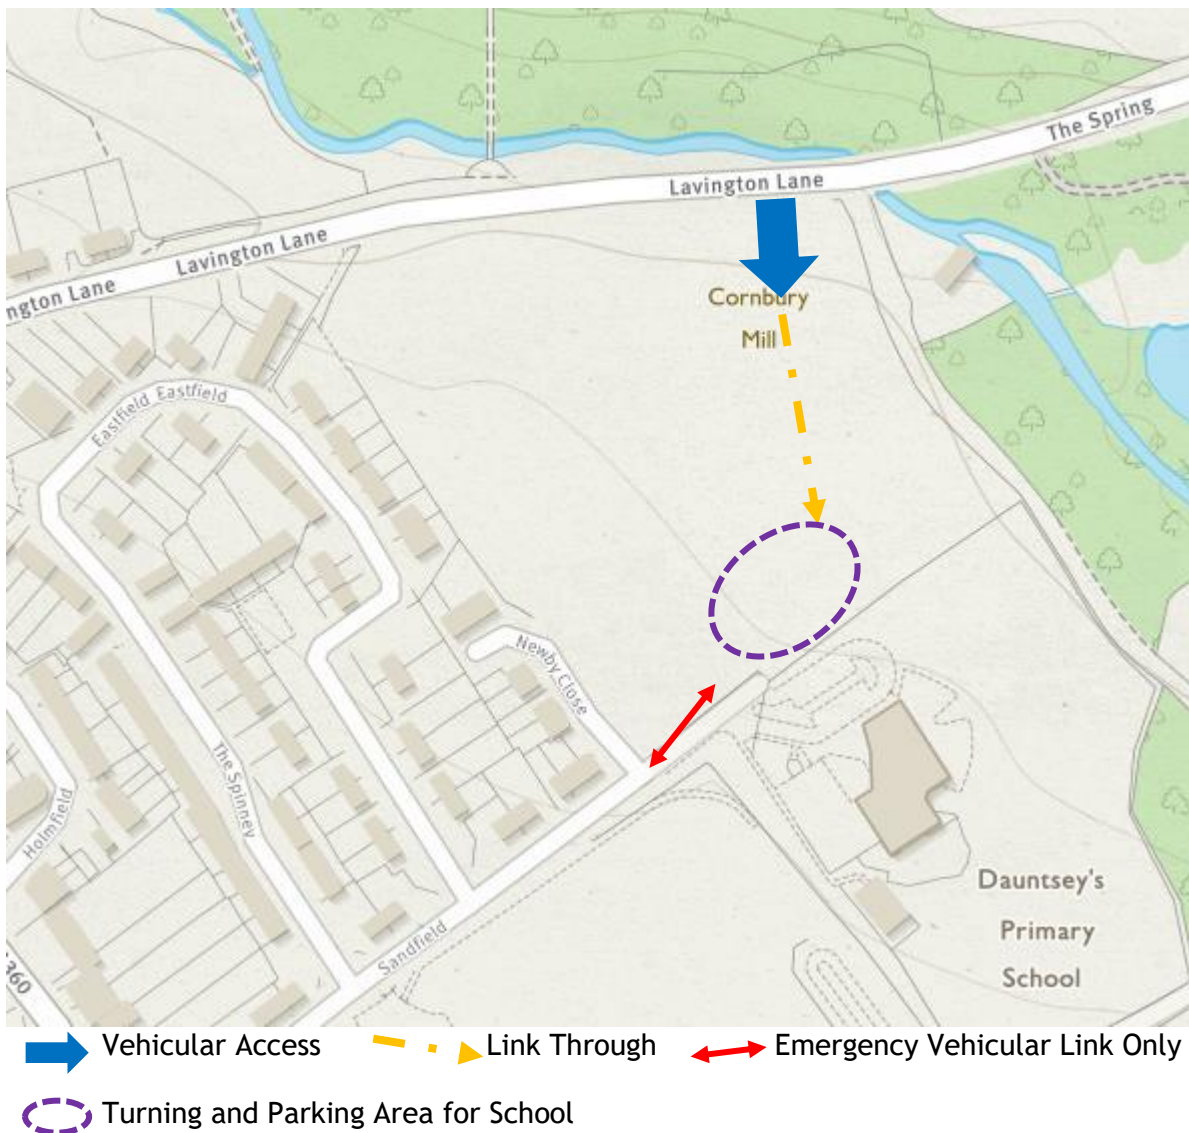 The Spring
Lavington Lane
Lavington Lane
ngton Lane
Cornbury
Mill
Eastfield Eastfield
Newby Close
The Spinney
Holmfield
Sandfield
360
Dauntsey's
Primary
School
Vehicular Access
Link Through
Emergency Vehicular Link Only
Turning and Parking Area for School